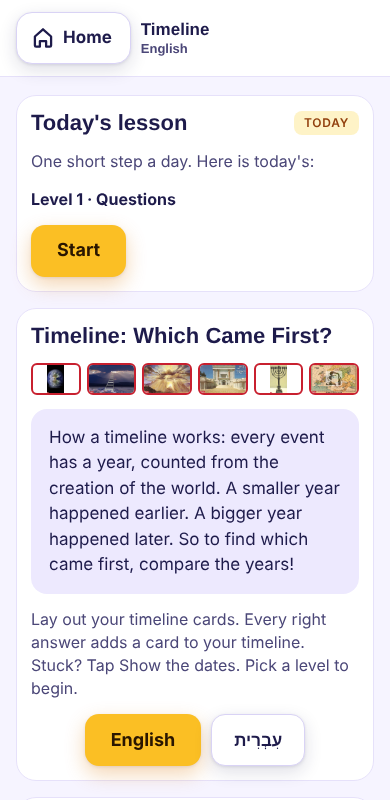 Home
Timeline
English
Today's lesson
TODAY
One short step a day. Here is today's:
Level 1 · Questions
Start
Timeline: Which Came First?
How a timeline works: every event
has a year, counted from the
creation of the world. A smaller year
happened earlier. A bigger year
happened later. So to find which
came first, compare the years!
Lay out your timeline cards. Every right
answer adds a card to your timeline.
Stuck? Tap Show the dates. Pick a level to
begin.
English
עִבְרִית